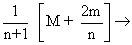 1/(n+1) [M + 2m/n] →